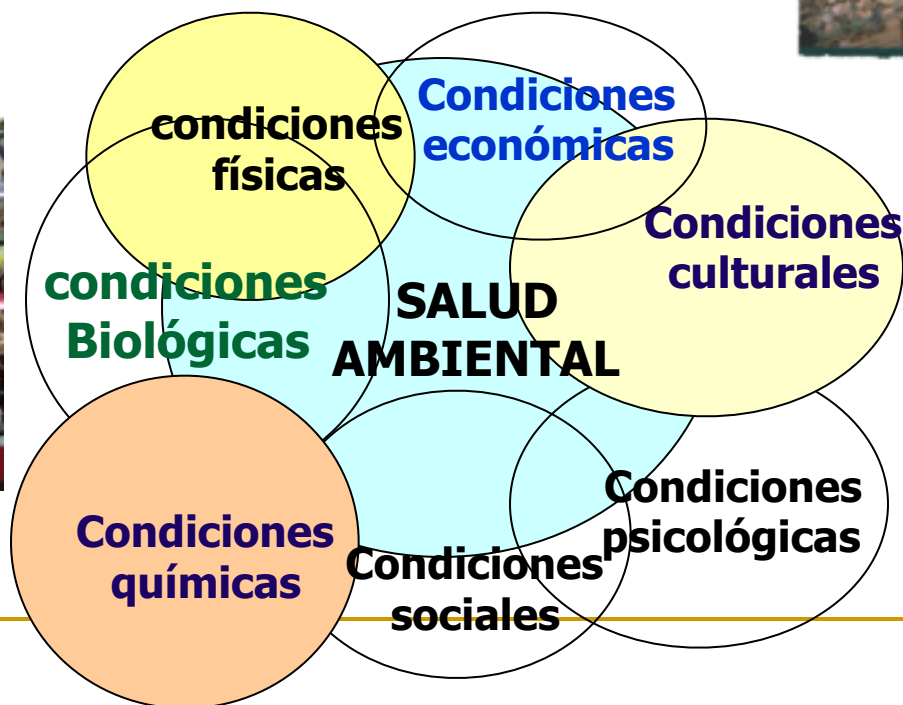 Condiciones
económicas
condiciones
físicas
Condiciones
culturales
condiciones
Biológicas
SALUD
AMBIENTAL
Condiciones
psicológicas
Condiciones
químicas
Condiciones
sociales